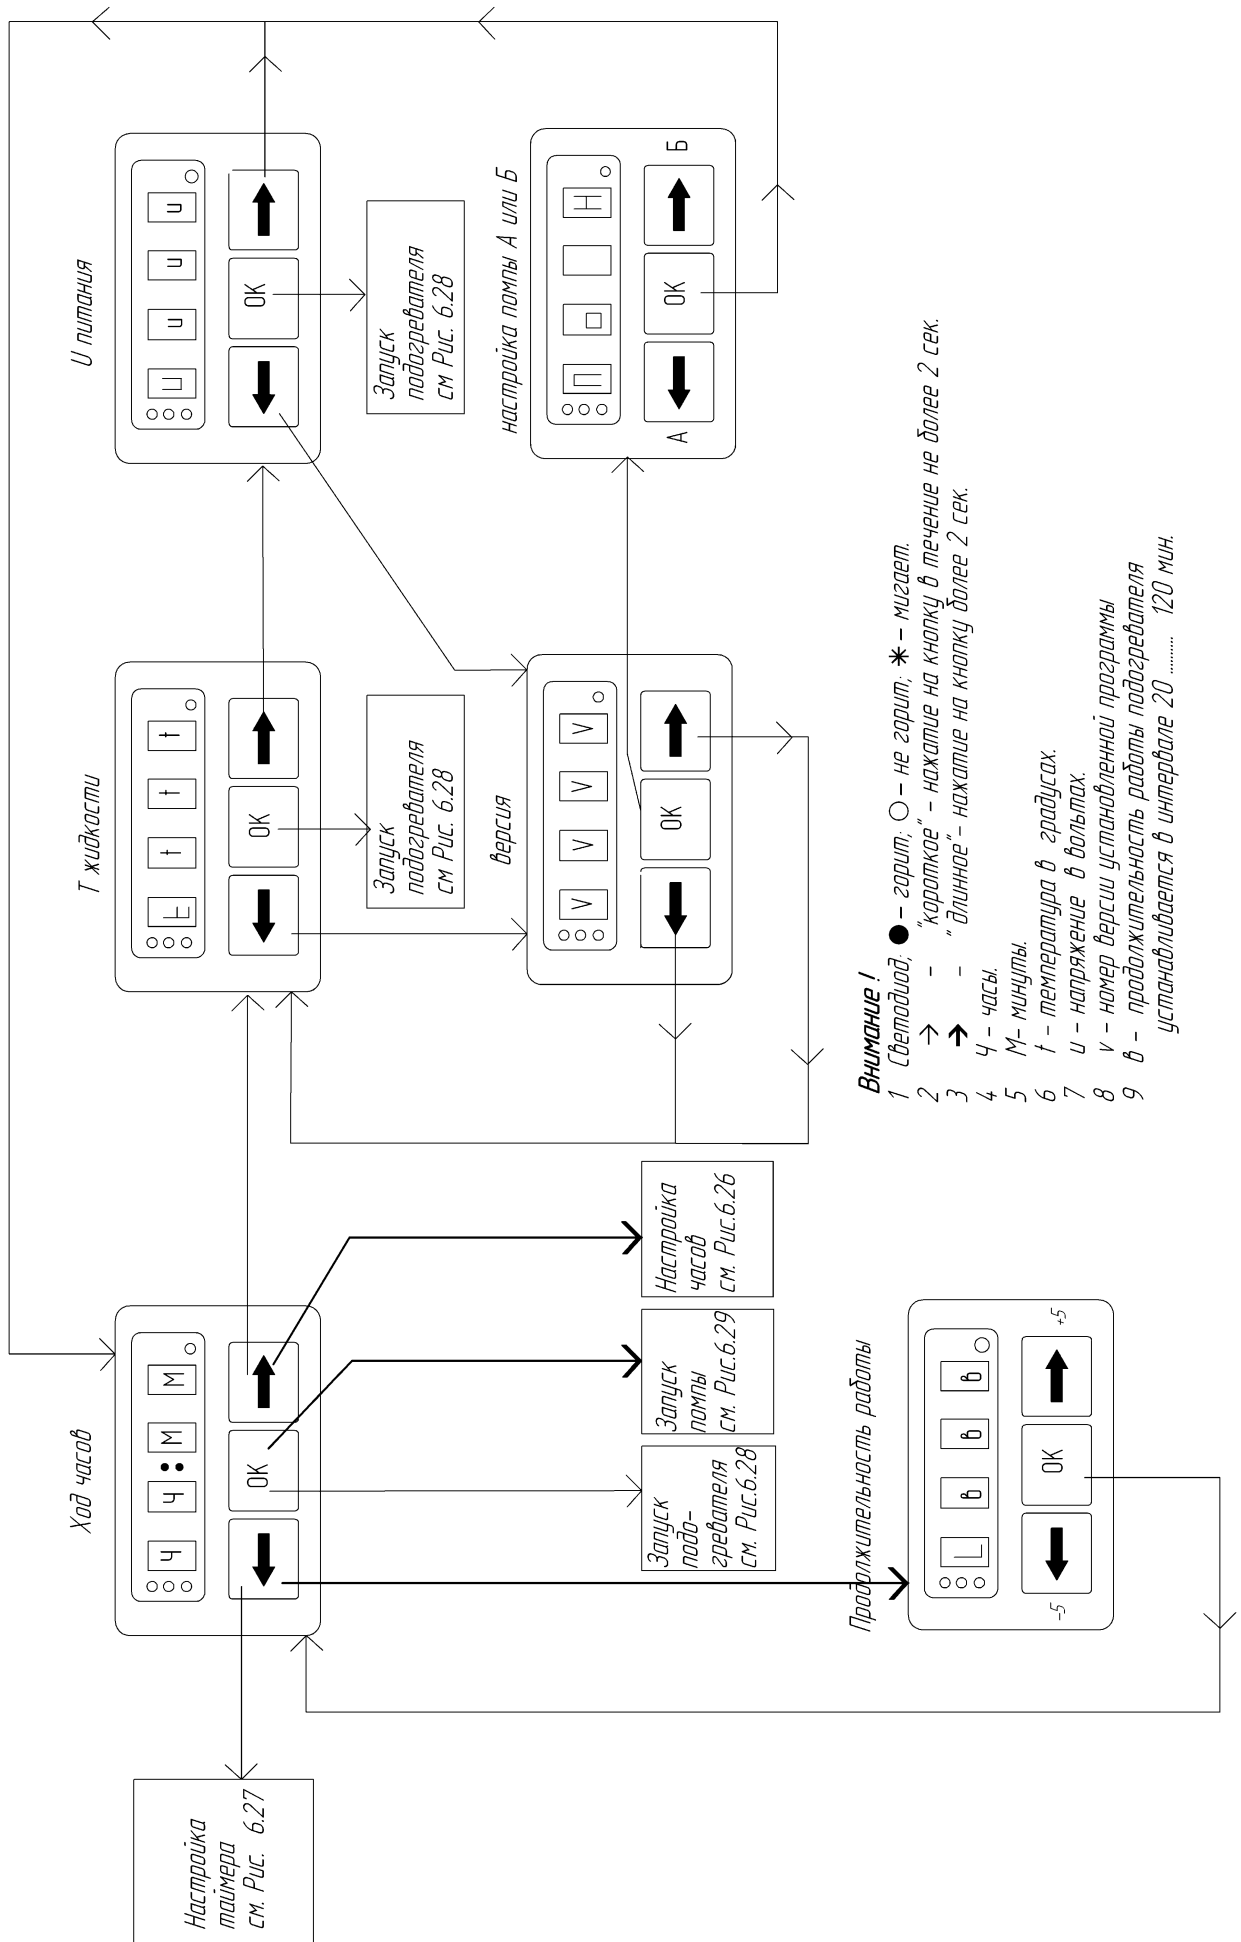 Ход часов
Ч Ч : М М
ОК
Настройка
таймера
см. Рис. 6.27
Запуск
подо-
гревателя
см. Рис.6.28
Запуск
помпы
см. Рис.6.29
Настройка
часов
см. Рис.6.26
Продолжительность работы
L в в в
-5
ОК
+5
Т жидкости
t t t t
ОК
Запуск
подогревателя
см Рис. 6.28
Версия
V V V V
ОК
U питания
U u u u
ОК
Запуск
подогревателя
см Рис. 6.28
настройка помпы А или Б
П о Н
А
ОК
Б
Внимание !
1 Светодиод; ● – горит; ○ – не горит; ✳ – мигает.
2 → – "короткое" – нажатие на кнопку в течение не более 2 сек.
3 → – " длинное"– нажатие на кнопку более 2 сек.
4 Ч – часы.
5 М– минуты.
6 t – температура в градусах.
7 u – напряжение в вольтах.
8 v – номер версии установленной программы
9 в – продолжительность работы подогревателя
устанавливается в интервале 20 .......... 120 мин.